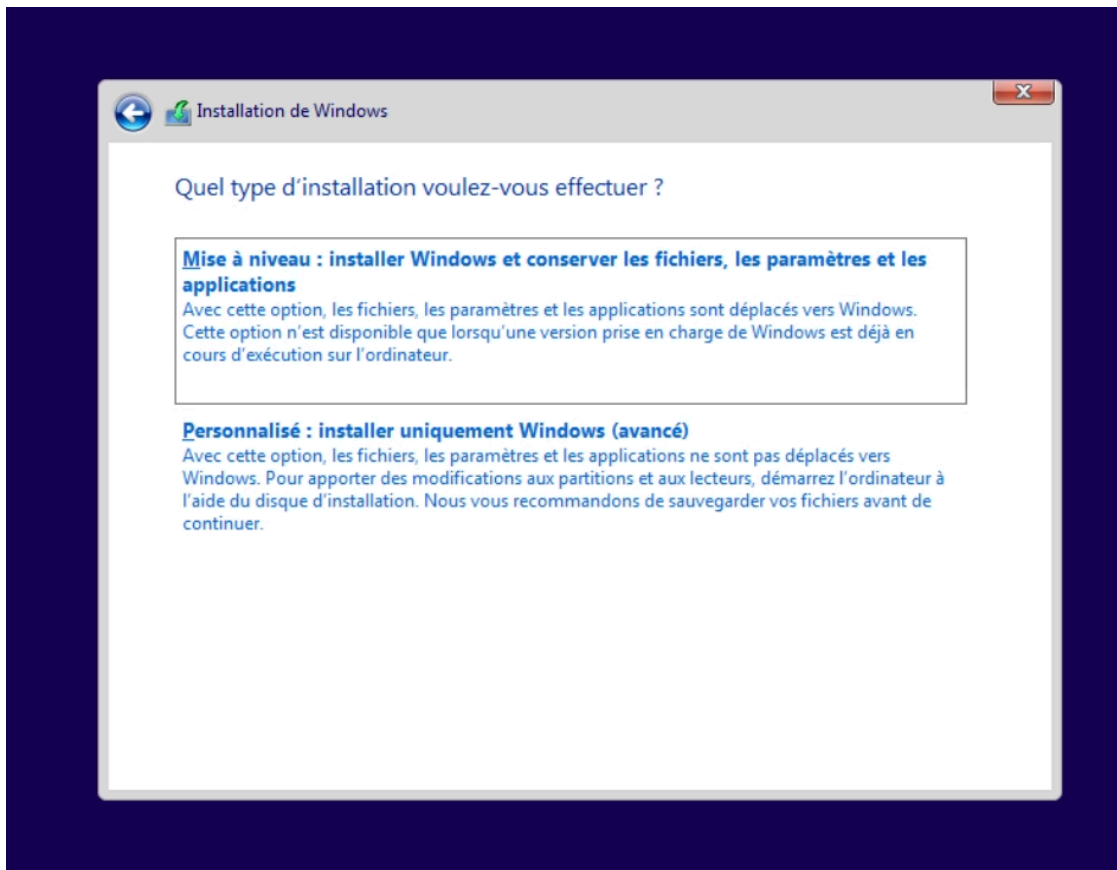 Installation de Windows
Quel type d'installation voulez-vous effectuer ?
Mise à niveau : installer Windows et conserver les fichiers, les paramètres et les
applications
Avec cette option, les fichiers, les paramètres et les applications sont déplacés vers Windows.
Cette option n'est disponible que lorsqu'une version prise en charge de Windows est déjà en
cours d'exécution sur l'ordinateur.
Personnalisé : installer uniquement Windows (avancé)
Avec cette option, les fichiers, les paramètres et les applications ne sont pas déplacés vers
Windows. Pour apporter des modifications aux partitions et aux lecteurs, démarrez l'ordinateur à
l'aide du disque d'installation. Nous vous recommandons de sauvegarder vos fichiers avant de
continuer.